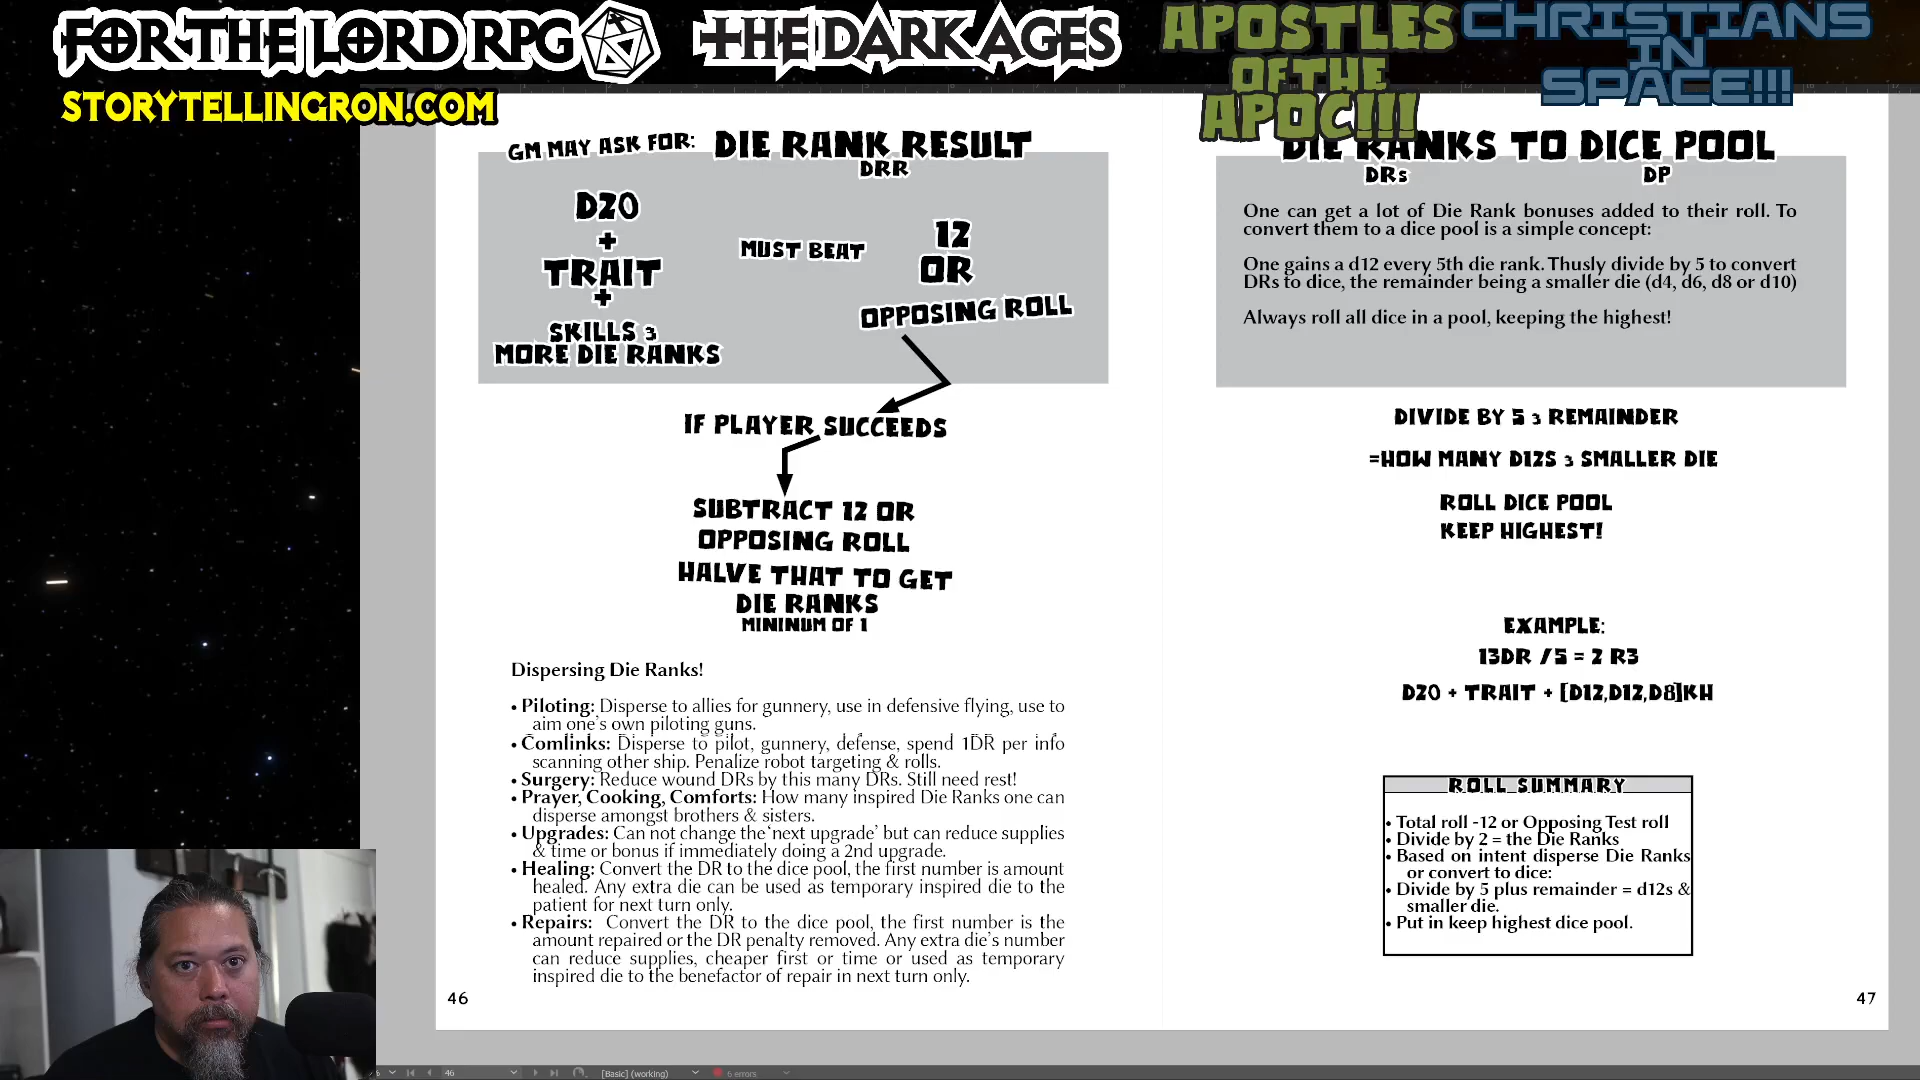 FOR THE LORD RPG
THE DARK AGES
APOSTLES
OF THE
APOC!!!
CHRISTIANS
IN
SPACE!!!
STORYTELLINGRON.COM
GM MAY ASK FOR: DIE RANK RESULT
DRR
D20
+
TRAIT
+
SKILLS &
MORE DIE RANKS
MUST BEAT
12
OR
OPPOSING ROLL
IF PLAYER SUCCEEDS
SUBTRACT 12 OR
OPPOSING ROLL
HALVE THAT TO GET
DIE RANKS
MININUM OF 1
Dispersing Die Ranks!
• Piloting: Disperse to allies for gunnery, use in defensive flying, use to
aim one's own piloting guns.
• Comlinks: Disperse to pilot, gunnery, defense, spend 1DR per info
scanning other ship. Penalize robot targeting & rolls.
• Surgery: Reduce wound DRs by this many DRs. Still need rest!
• Prayer, Cooking, Comforts: How many inspired Die Ranks one can
disperse amongst brothers & sisters.
• Upgrades: Can not change the 'next upgrade' but can reduce supplies
& time or bonus if immediately doing a 2nd upgrade.
• Healing: Convert the DR to the dice pool, the first number is amount
healed. Any extra die can be used as temporary inspired die to the
patient for next turn only.
• Repairs: Convert the DR to the dice pool, the first number is the
amount repaired or the DR penalty removed. Any extra die's number
can reduce supplies, cheaper first or time or used as temporary
inspired die to the benefactor of repair in next turn only.
46
DIE RANKS TO DICE POOL
DRs DP
One can get a lot of Die Rank bonuses added to their roll. To
convert them to a dice pool is a simple concept:
One gains a d12 every 5th die rank. Thusly divide by 5 to convert
DRs to dice, the remainder being a smaller die (d4, d6, d8 or d10)
Always roll all dice in a pool, keeping the highest!
DIVIDE BY 5 & REMAINDER
=HOW MANY D12S & SMALLER DIE
ROLL DICE POOL
KEEP HIGHEST!
EXAMPLE:
13DR /5 = 2 R3
D20 + TRAIT + [D12,D12,D8]KH
ROLL SUMMARY
• Total roll -12 or Opposing Test roll
• Divide by 2 = the Die Ranks
• Based on intent disperse Die Ranks
or convert to dice:
• Divide by 5 plus remainder = d12s &
smaller die.
• Put in keep highest dice pool.
47
46
[Basic] (working)
6 errors